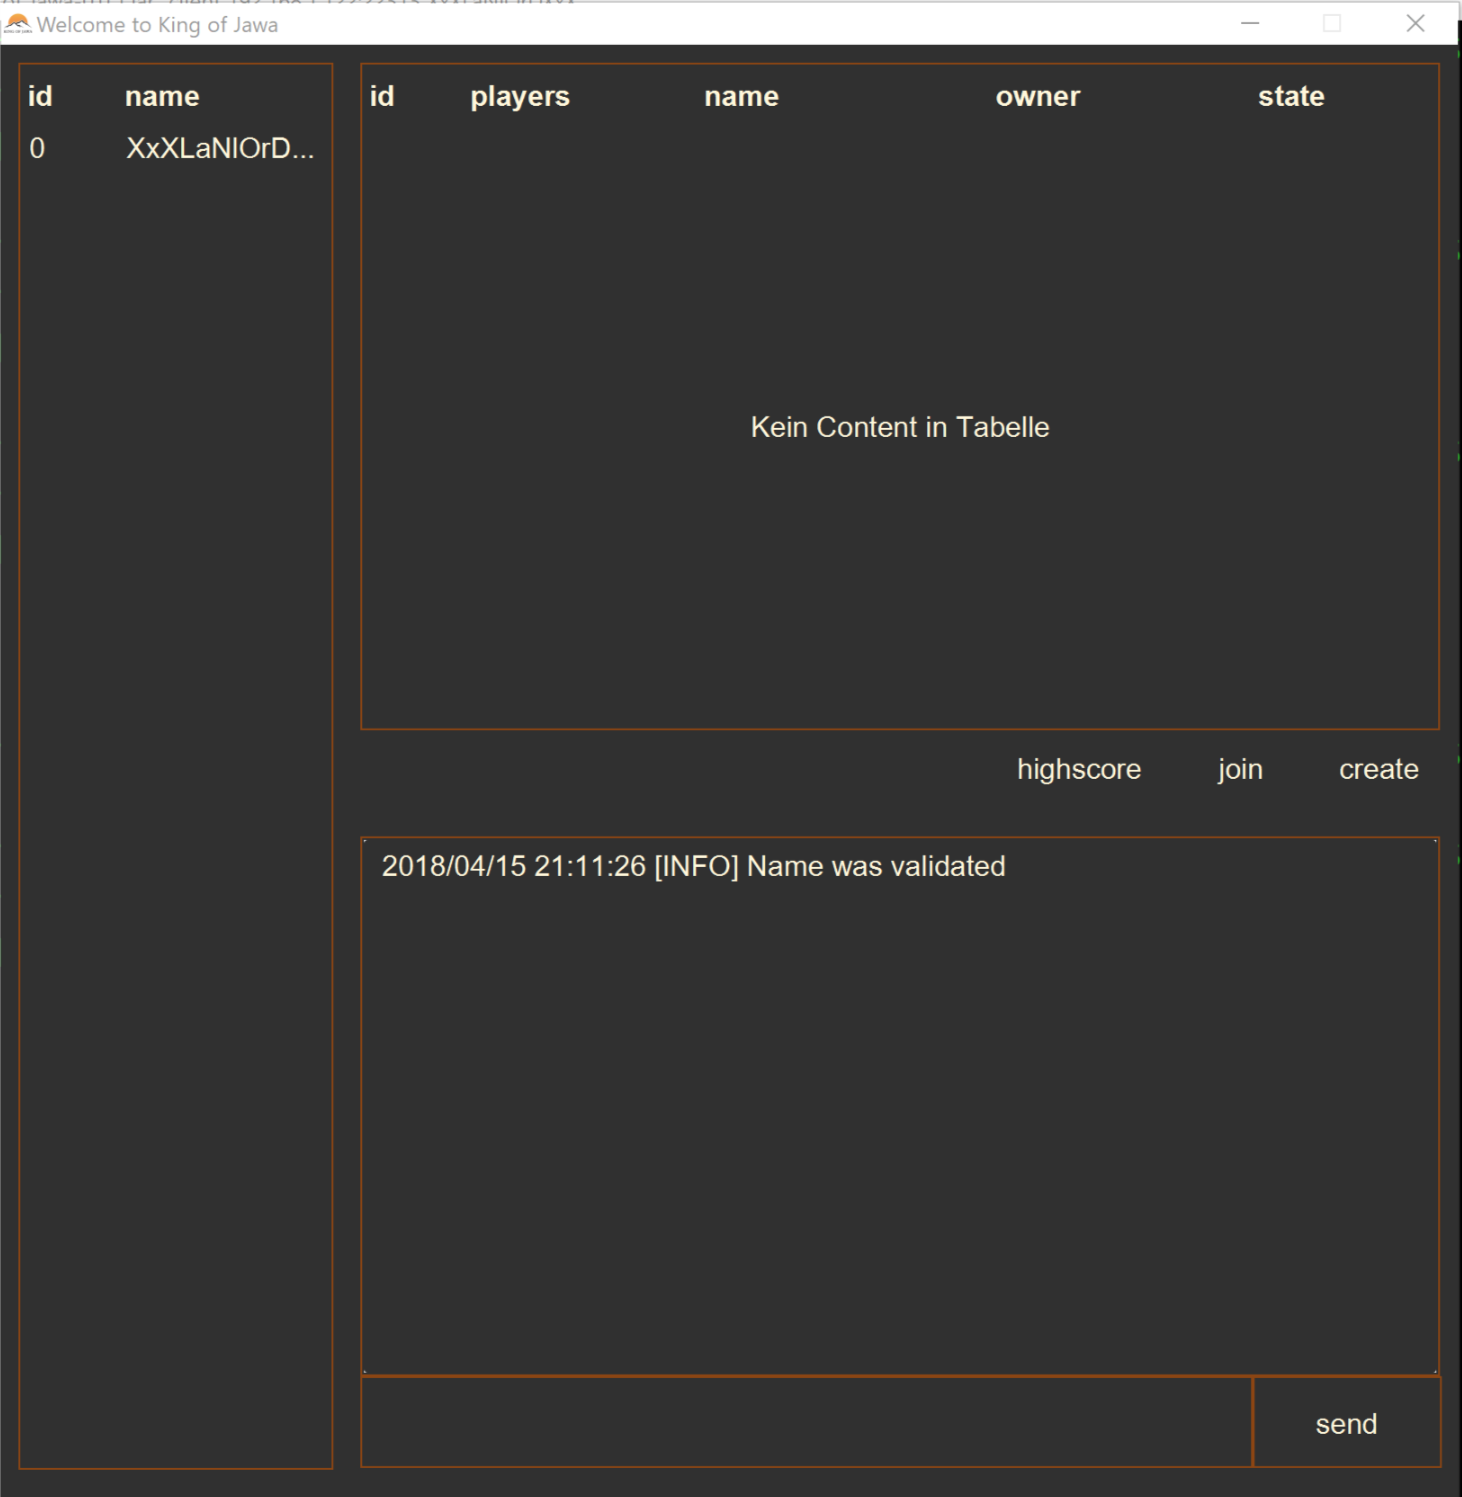 Welcome to King of Jawa
id name
0 XxXLaNlOrD...
id players name owner state
Kein Content in Tabelle
highscore join create
2018/04/15 21:11:26 [INFO] Name was validated
send